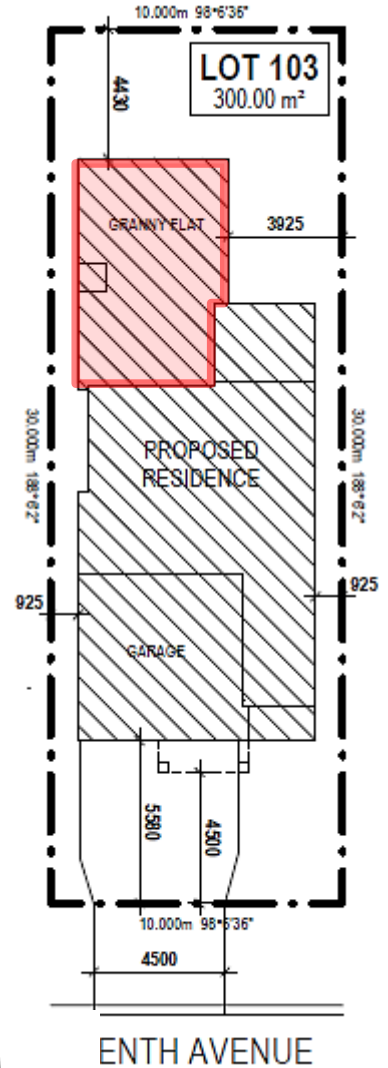 10.000m 98°6'36"
LOT 103
300.00 m²
4430
GRANNY FLAT
3925
30.000m 188°6'2"
30.000m 188°6'2"
PROPOSED
RESIDENCE
925
925
GARAGE
5580
4500
10.000m 98°6'36"
4500
ENTH AVENUE